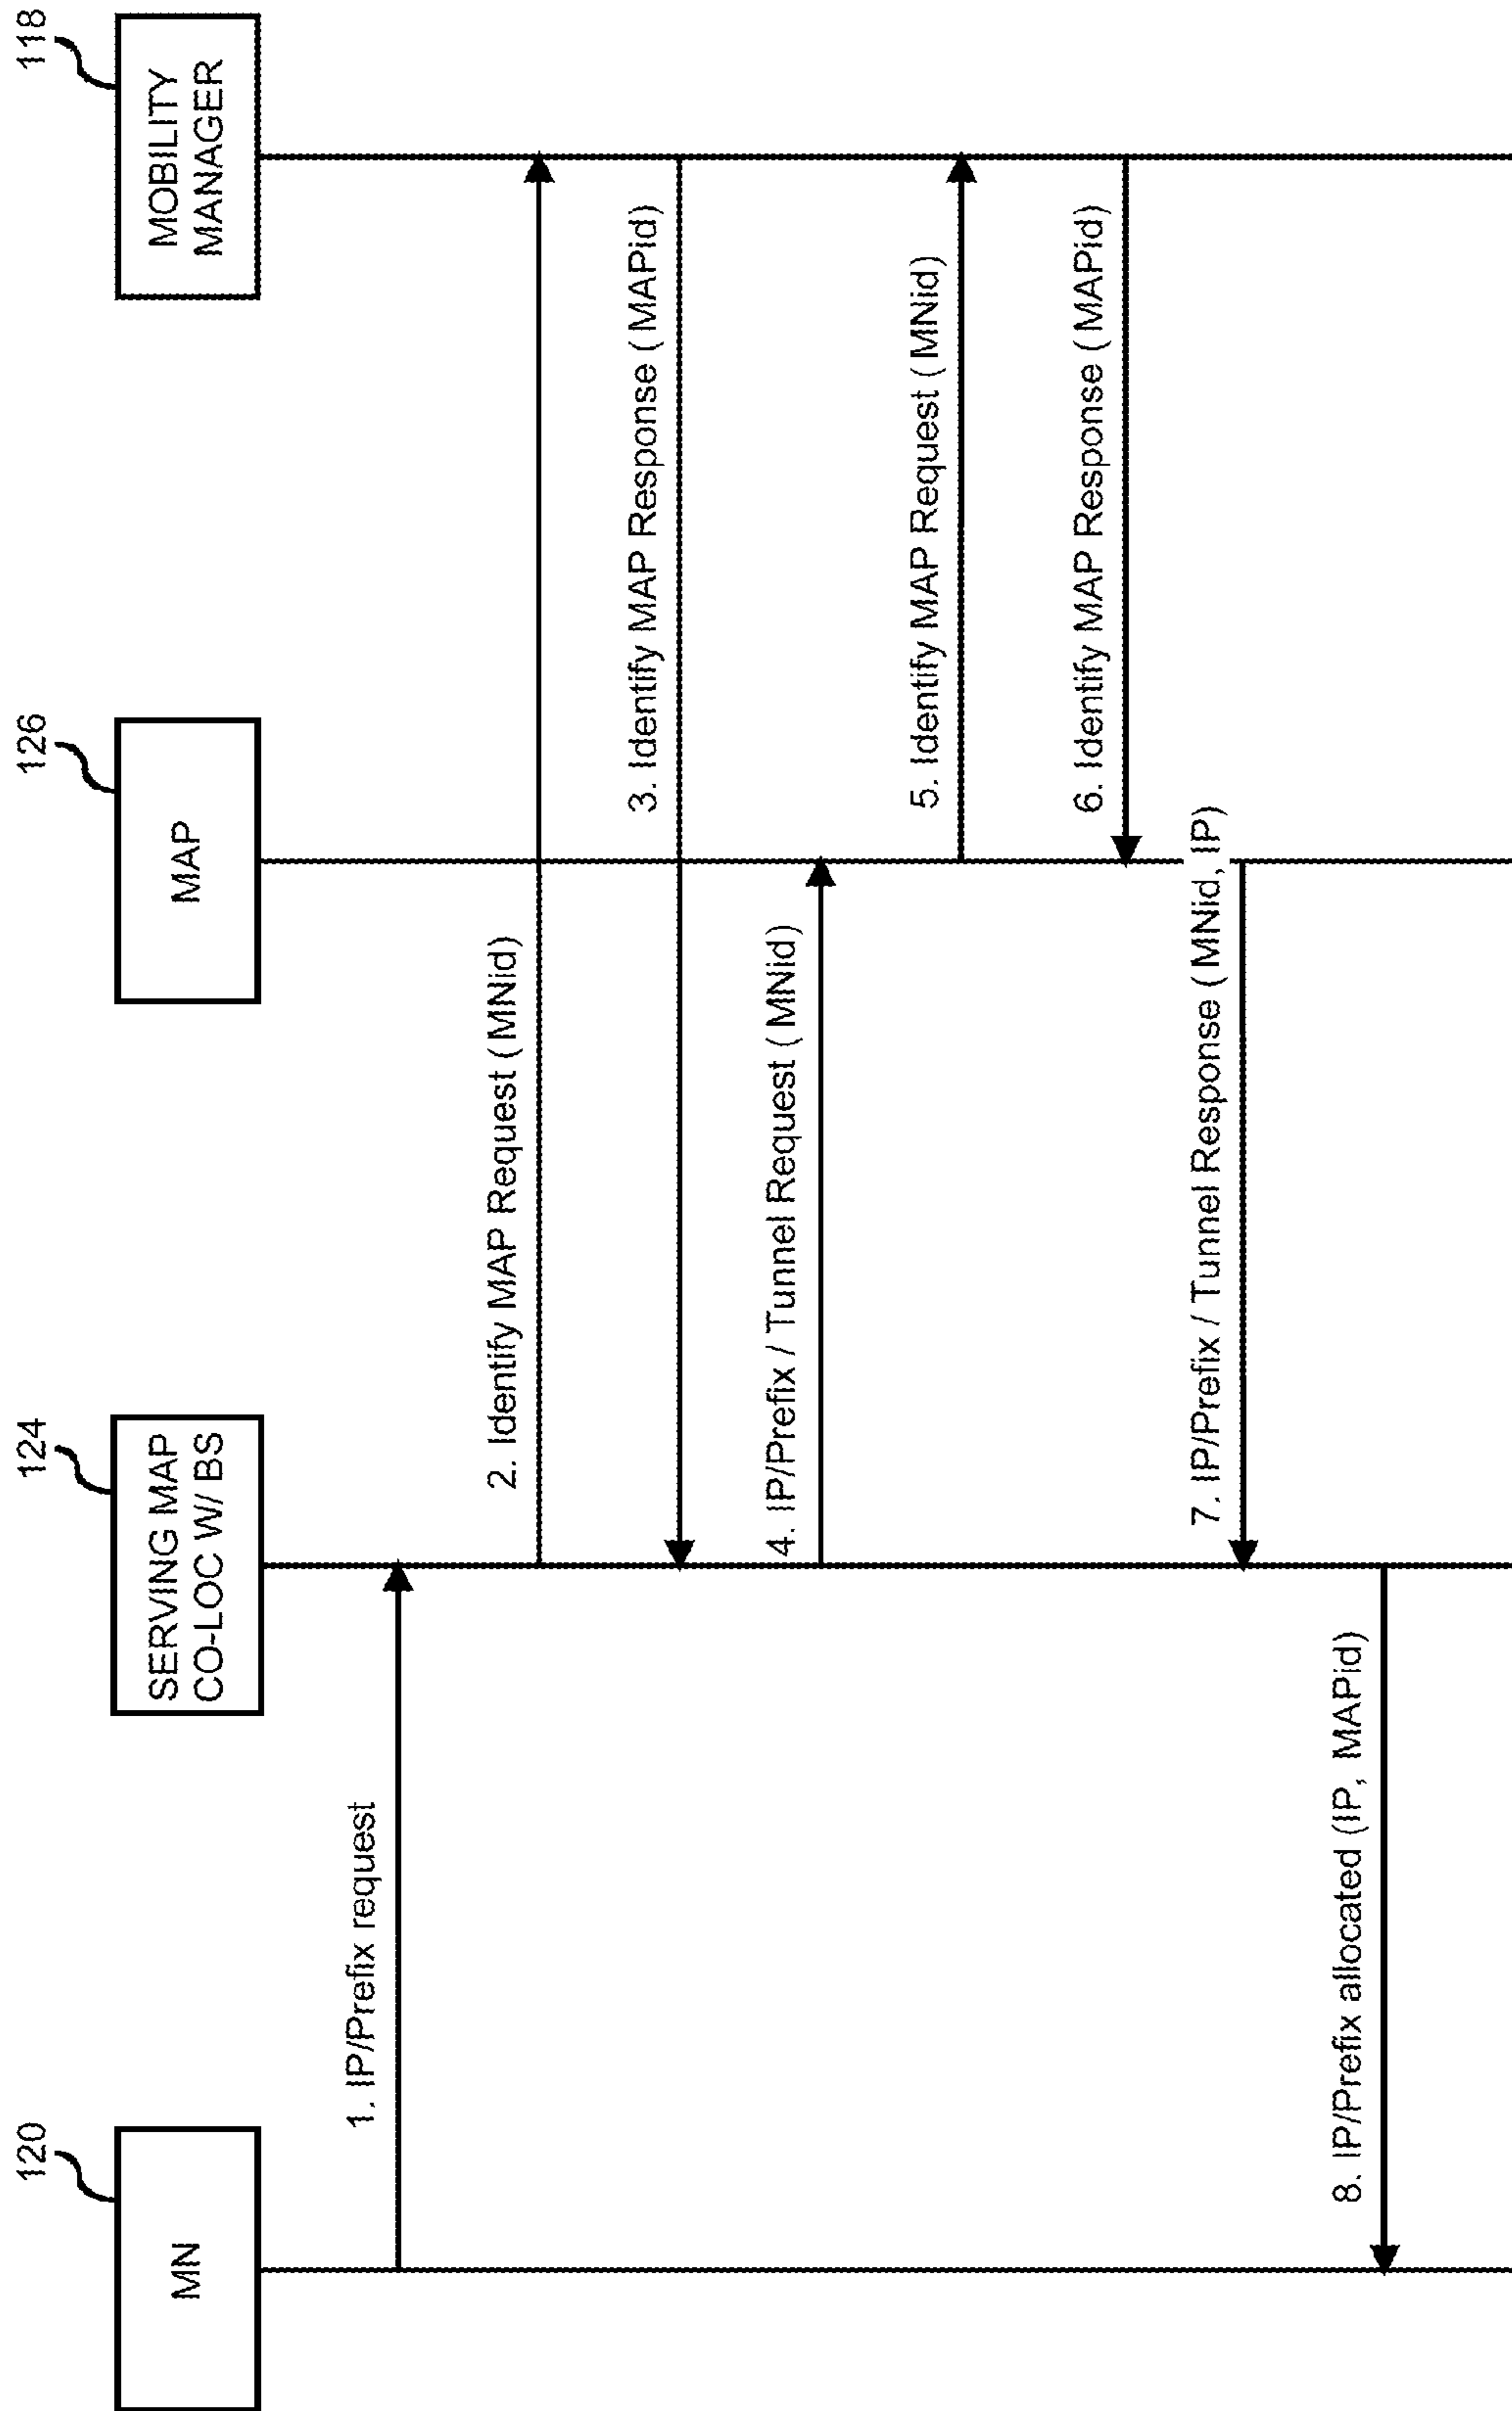 120
124
126
118
MN
SERVING MAP
CO-LOC W/ BS
MAP
MOBILITY
MANAGER
1. IP/Prefix request
2. Identify MAP Request ( MNid)
3. Identify MAP Response ( MAPid)
4. IP/Prefix / Tunnel Request ( MNid)
5. Identify MAP Request ( MNid)
6. Identify MAP Response ( MAPid)
7. IP/Prefix / Tunnel Response ( MNid, IP)
8. IP/Prefix allocated (IP, MAPid)